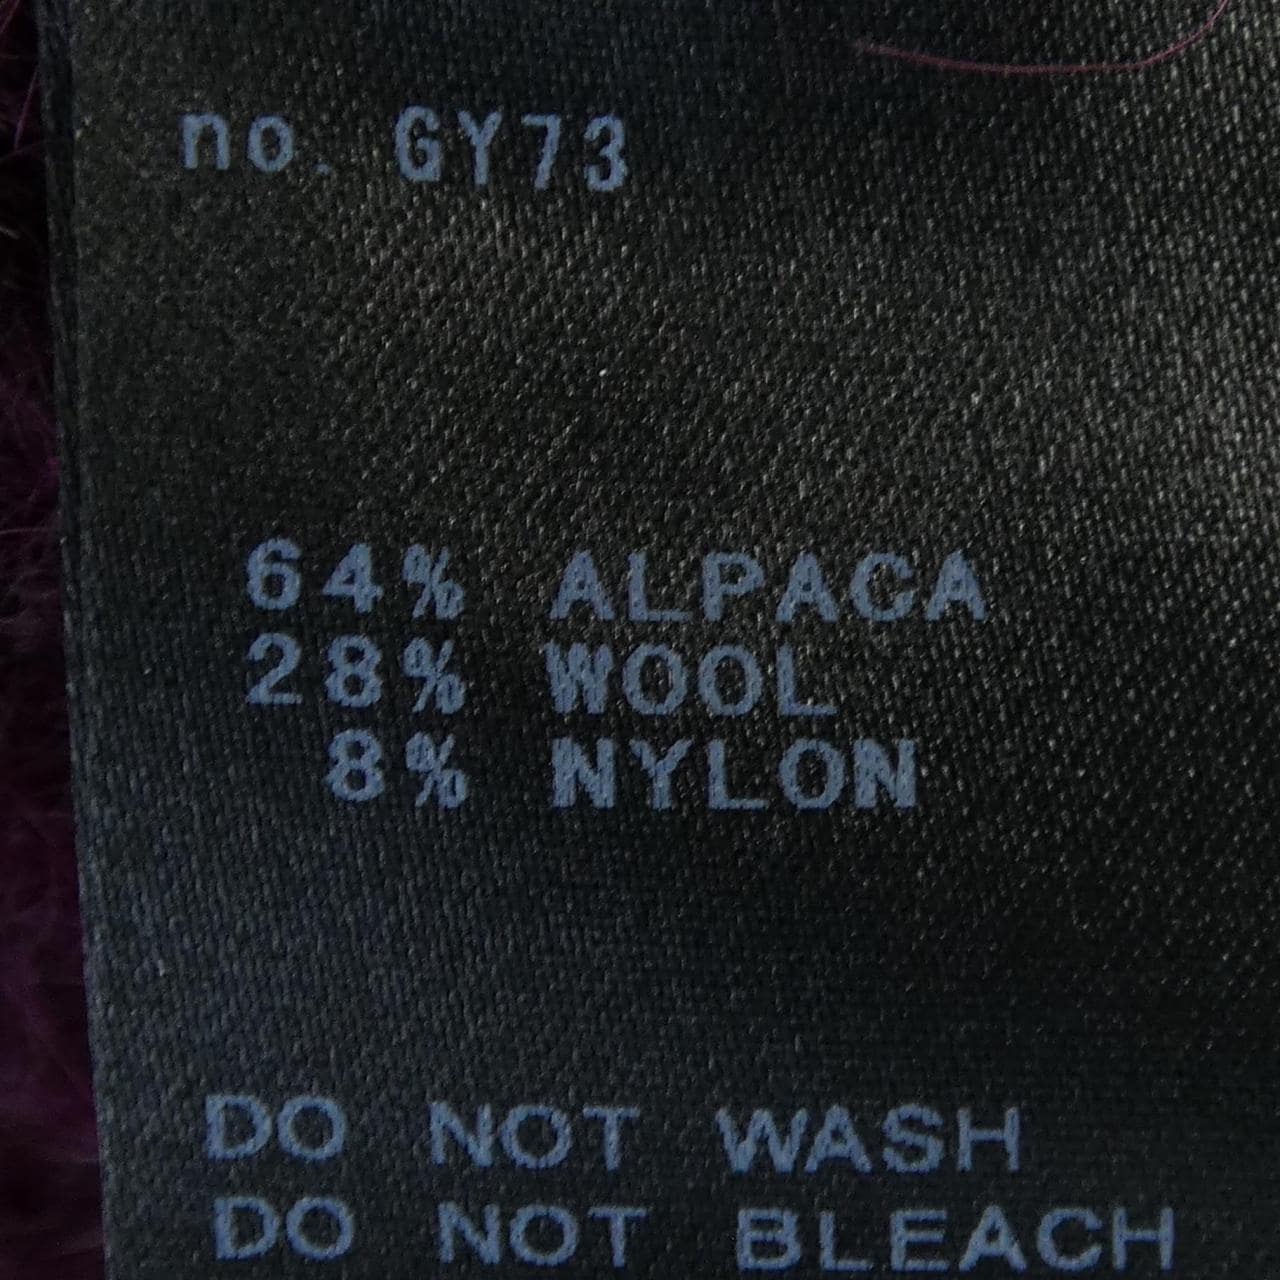 no. GY73
64% ALPACA
28% WOOL
8% NYLON
DO NOT WASH
DO NOT BLEACH